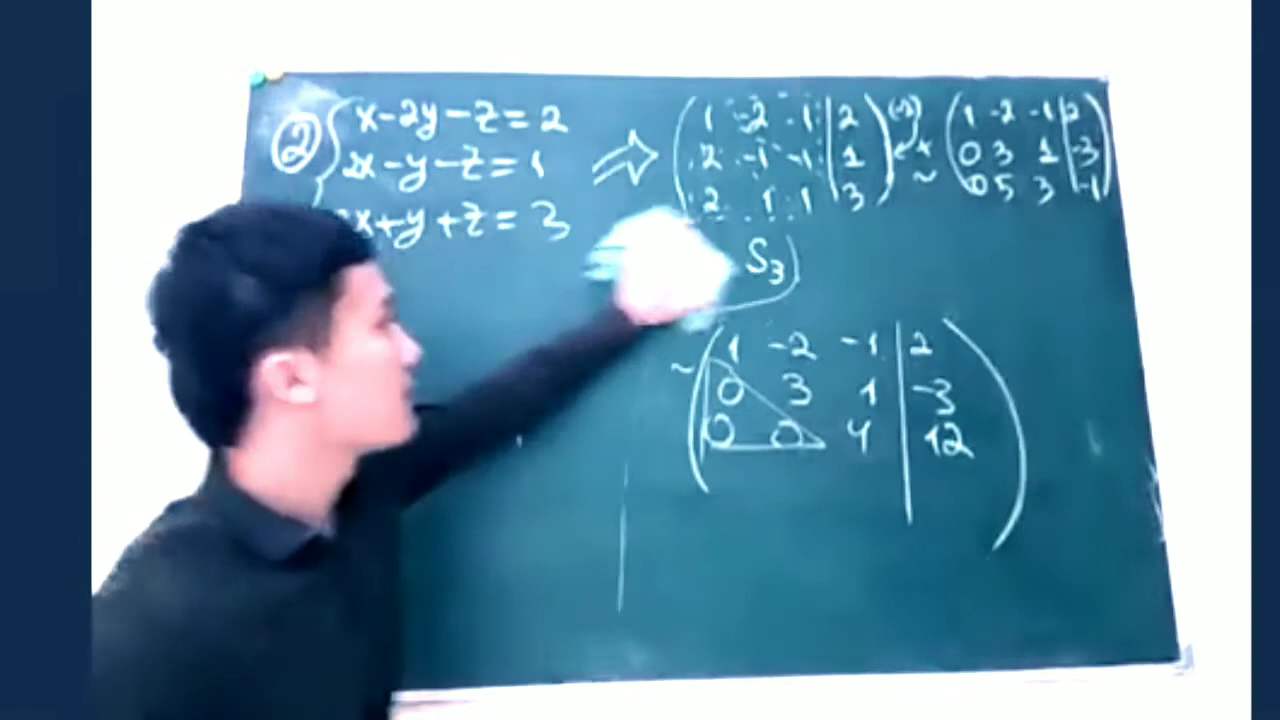 ② { x-2y-z=2
2x-y-z=1
x+y+z=3
⇒ ( 1 -2 -1 | 2
2 -1 -1 | 1
2 1 1 | 3 ) (-2) + ~ ( 1 -2 -1 | 2
0 3 1 | -3
0 5 3 | -1 )
S3
~ ( 1 -2 -1 | 2
0 3 1 | -3
0 0 4 | 12 )